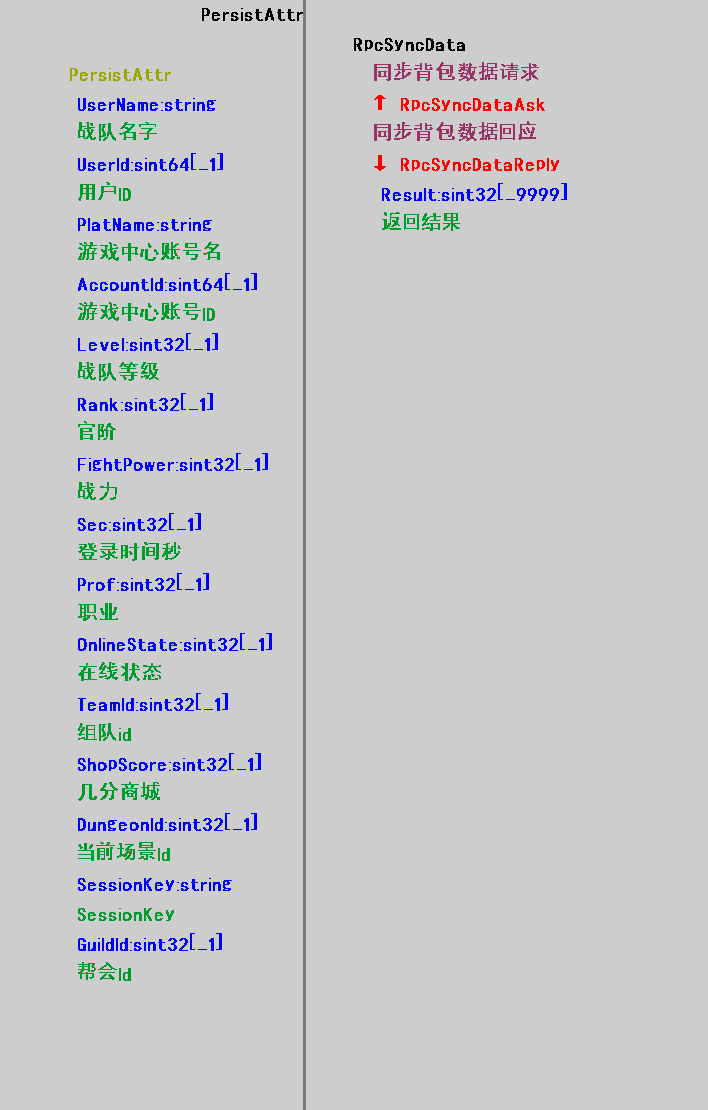 PersistAttr
PersistAttr
UserName:string
战队名字
UserId:sint64[_1]
用户ID
PlatName:string
游戏中心账号名
AccountId:sint64[_1]
游戏中心账号ID
Level:sint32[_1]
战队等级
Rank:sint32[_1]
官阶
FightPower:sint32[_1]
战力
Sec:sint32[_1]
登录时间秒
Prof:sint32[_1]
职业
OnlineState:sint32[_1]
在线状态
TeamId:sint32[_1]
组队id
ShopScore:sint32[_1]
几分商城
DungeonId:sint32[_1]
当前场景Id
SessionKey:string
SessionKey
GuildId:sint32[_1]
帮会Id
RpcSyncData
同步背包数据请求
↑ RpcSyncDataAsk
同步背包数据回应
↓ RpcSyncDataReply
Result:sint32[_9999]
返回结果